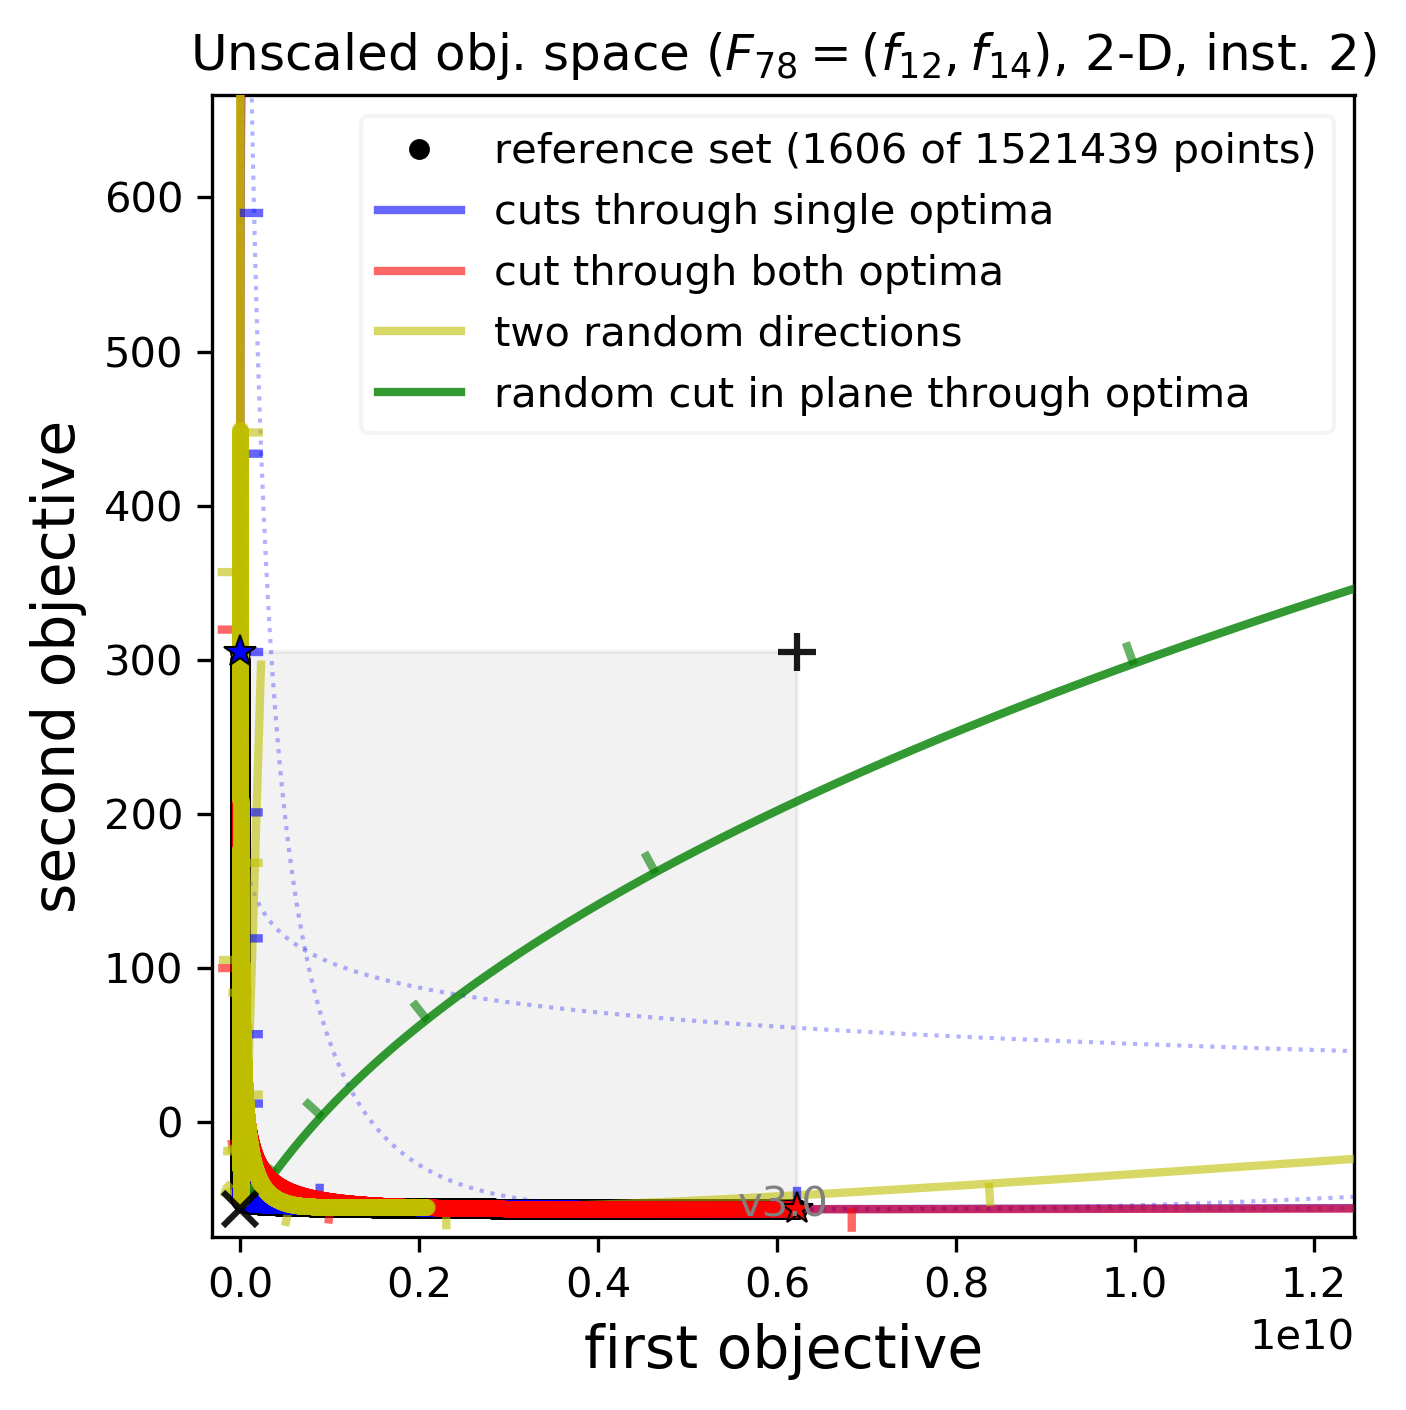 Unscaled obj. space (F78 = (f12, f14), 2-D, inst. 2)
reference set (1606 of 1521439 points)
cuts through single optima
cut through both optima
two random directions
random cut in plane through optima
second objective
600
500
400
300
200
100
0
v3.0
0.0 0.2 0.4 0.6 0.8 1.0 1.2
1e10
first objective